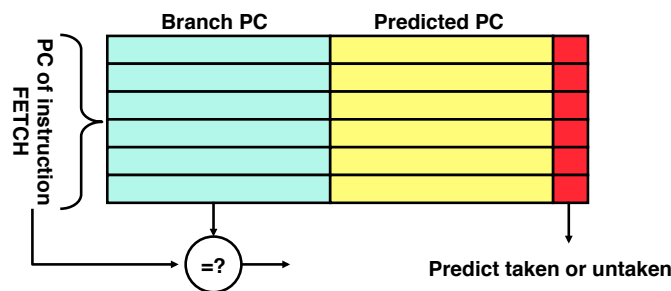 Branch PC
Predicted PC
PC of instruction
FETCH
=?
Predict taken or untaken